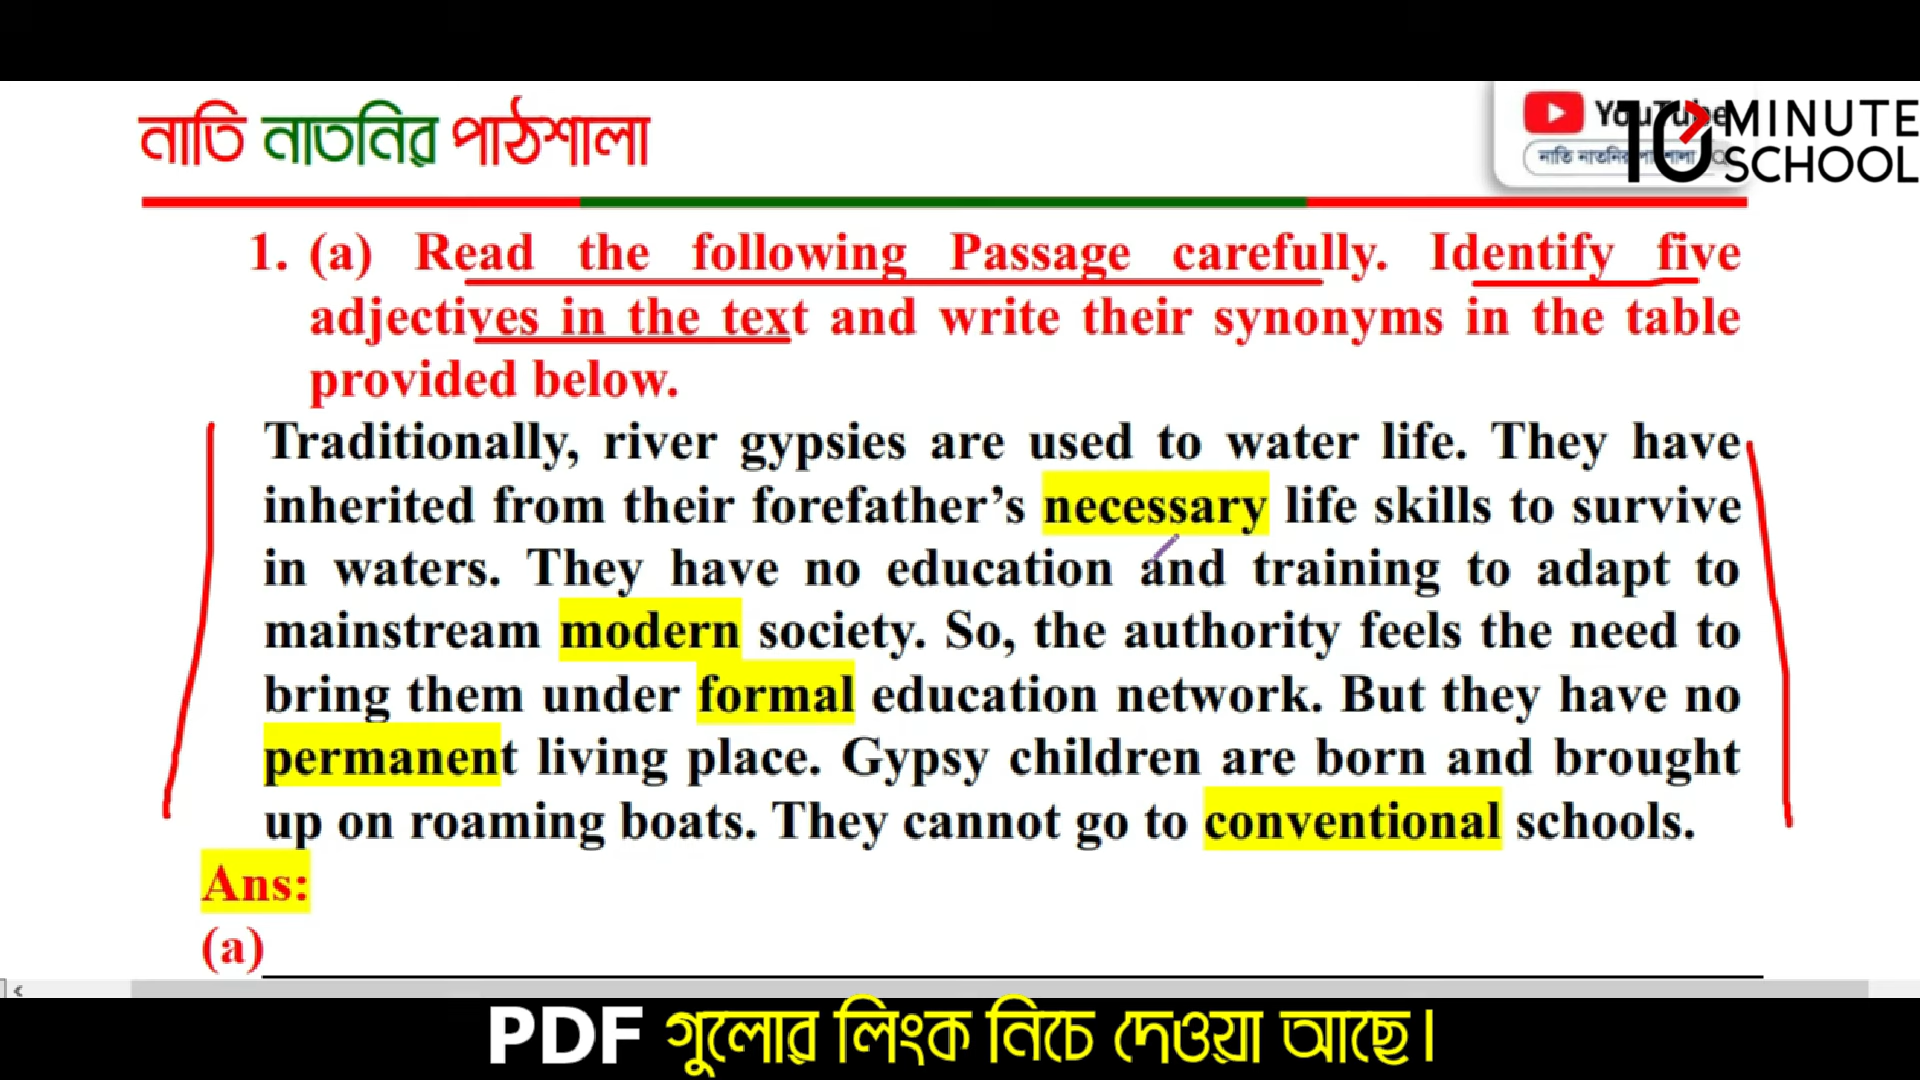 নাতি নাতনির পাঠশালা
YouTube
নাতি নাতনির পাঠশালা
10 MINUTE
SCHOOL
1. (a) Read the following Passage carefully. Identify five
adjectives in the text and write their synonyms in the table
provided below.
Traditionally, river gypsies are used to water life. They have
inherited from their forefather’s necessary life skills to survive
in waters. They have no education and training to adapt to
mainstream modern society. So, the authority feels the need to
bring them under formal education network. But they have no
permanent living place. Gypsy children are born and brought
up on roaming boats. They cannot go to conventional schools.
Ans:
(a)
PDF গুলোর লিংক নিচে দেওয়া আছে।